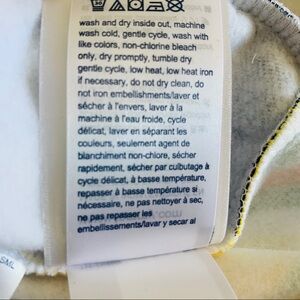 wash and dry inside out, machine
wash cold, gentle cycle, wash with
like colors, non-chlorine bleach
only, dry promptly, tumble dry
gentle cycle, low heat, low heat iron
if necessary, do not dry clean, do
not iron embellishments/laver et
sécher à l'envers, laver à la
machine à l'eau froide, cycle
délicat, laver en séparant les
couleurs, seulement agent de
blanchiment non-chlore, sécher
rapidement, sécher par culbutage à
cycle délicat, à basse température,
repasser à basse température si
nécessaire, ne pas nettoyer à sec,
ne pas repasser les
embellissements/lavar y secar al
SML